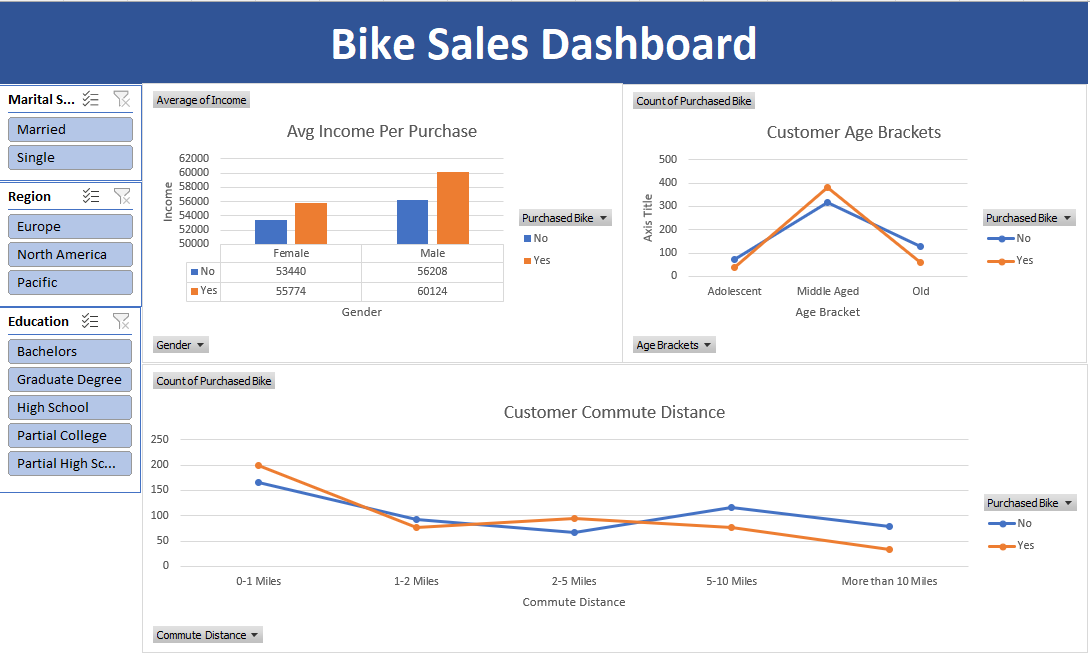 Bike Sales Dashboard
Marital S...
Married
Single
Region
Europe
North America
Pacific
Education
Bachelors
Graduate Degree
High School
Partial College
Partial High Sc...
Average of Income
Avg Income Per Purchase
62000
60000
58000
56000
54000
52000
50000
Income
Female Male
No 53440 56208
Yes 55774 60124
Gender
Purchased Bike
No
Yes
Gender
Count of Purchased Bike
Customer Age Brackets
500
400
300
200
100
0
Axis Title
Adolescent Middle Aged Old
Age Bracket
Purchased Bike
No
Yes
Age Brackets
Count of Purchased Bike
Customer Commute Distance
250
200
150
100
50
0
0-1 Miles 1-2 Miles 2-5 Miles 5-10 Miles More than 10 Miles
Commute Distance
Purchased Bike
No
Yes
Commute Distance